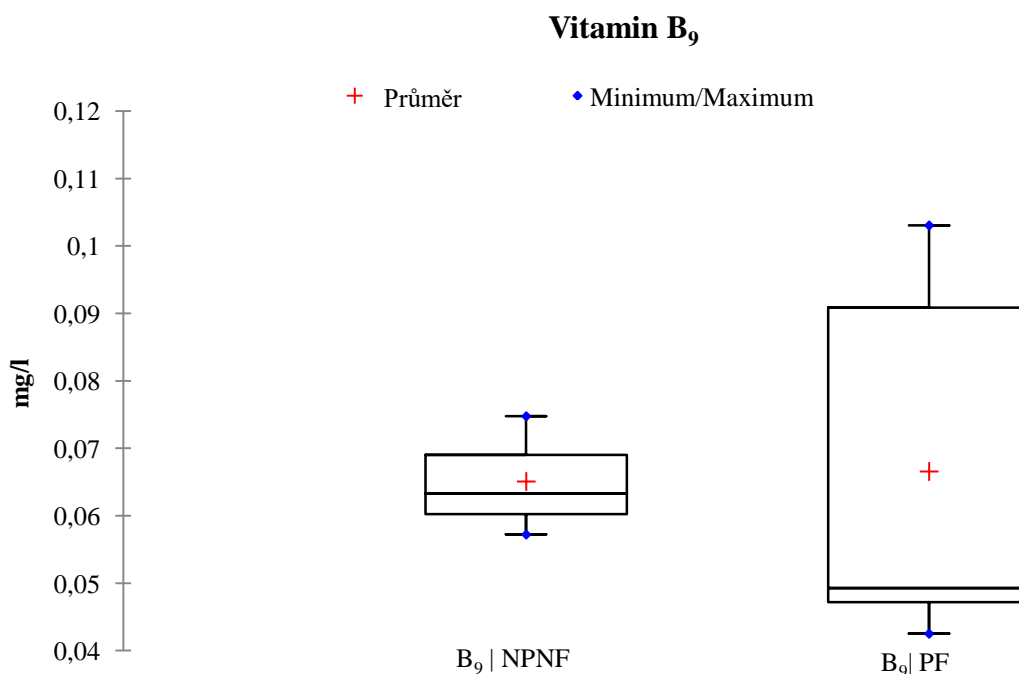 Vitamin B₉
Průměr
Minimum/Maximum
0,12
0,11
0,1
0,09
0,08
0,07
0,06
0,05
0,04
mg/l
B₉ | NPNF
B₉| PF